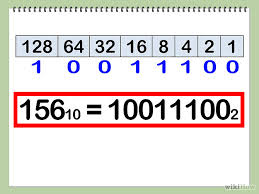 128 64 32 16 8 4 2 1
1 0 0 1 1 1 0 0
156₁₀ = 10011100₂
wikiHow